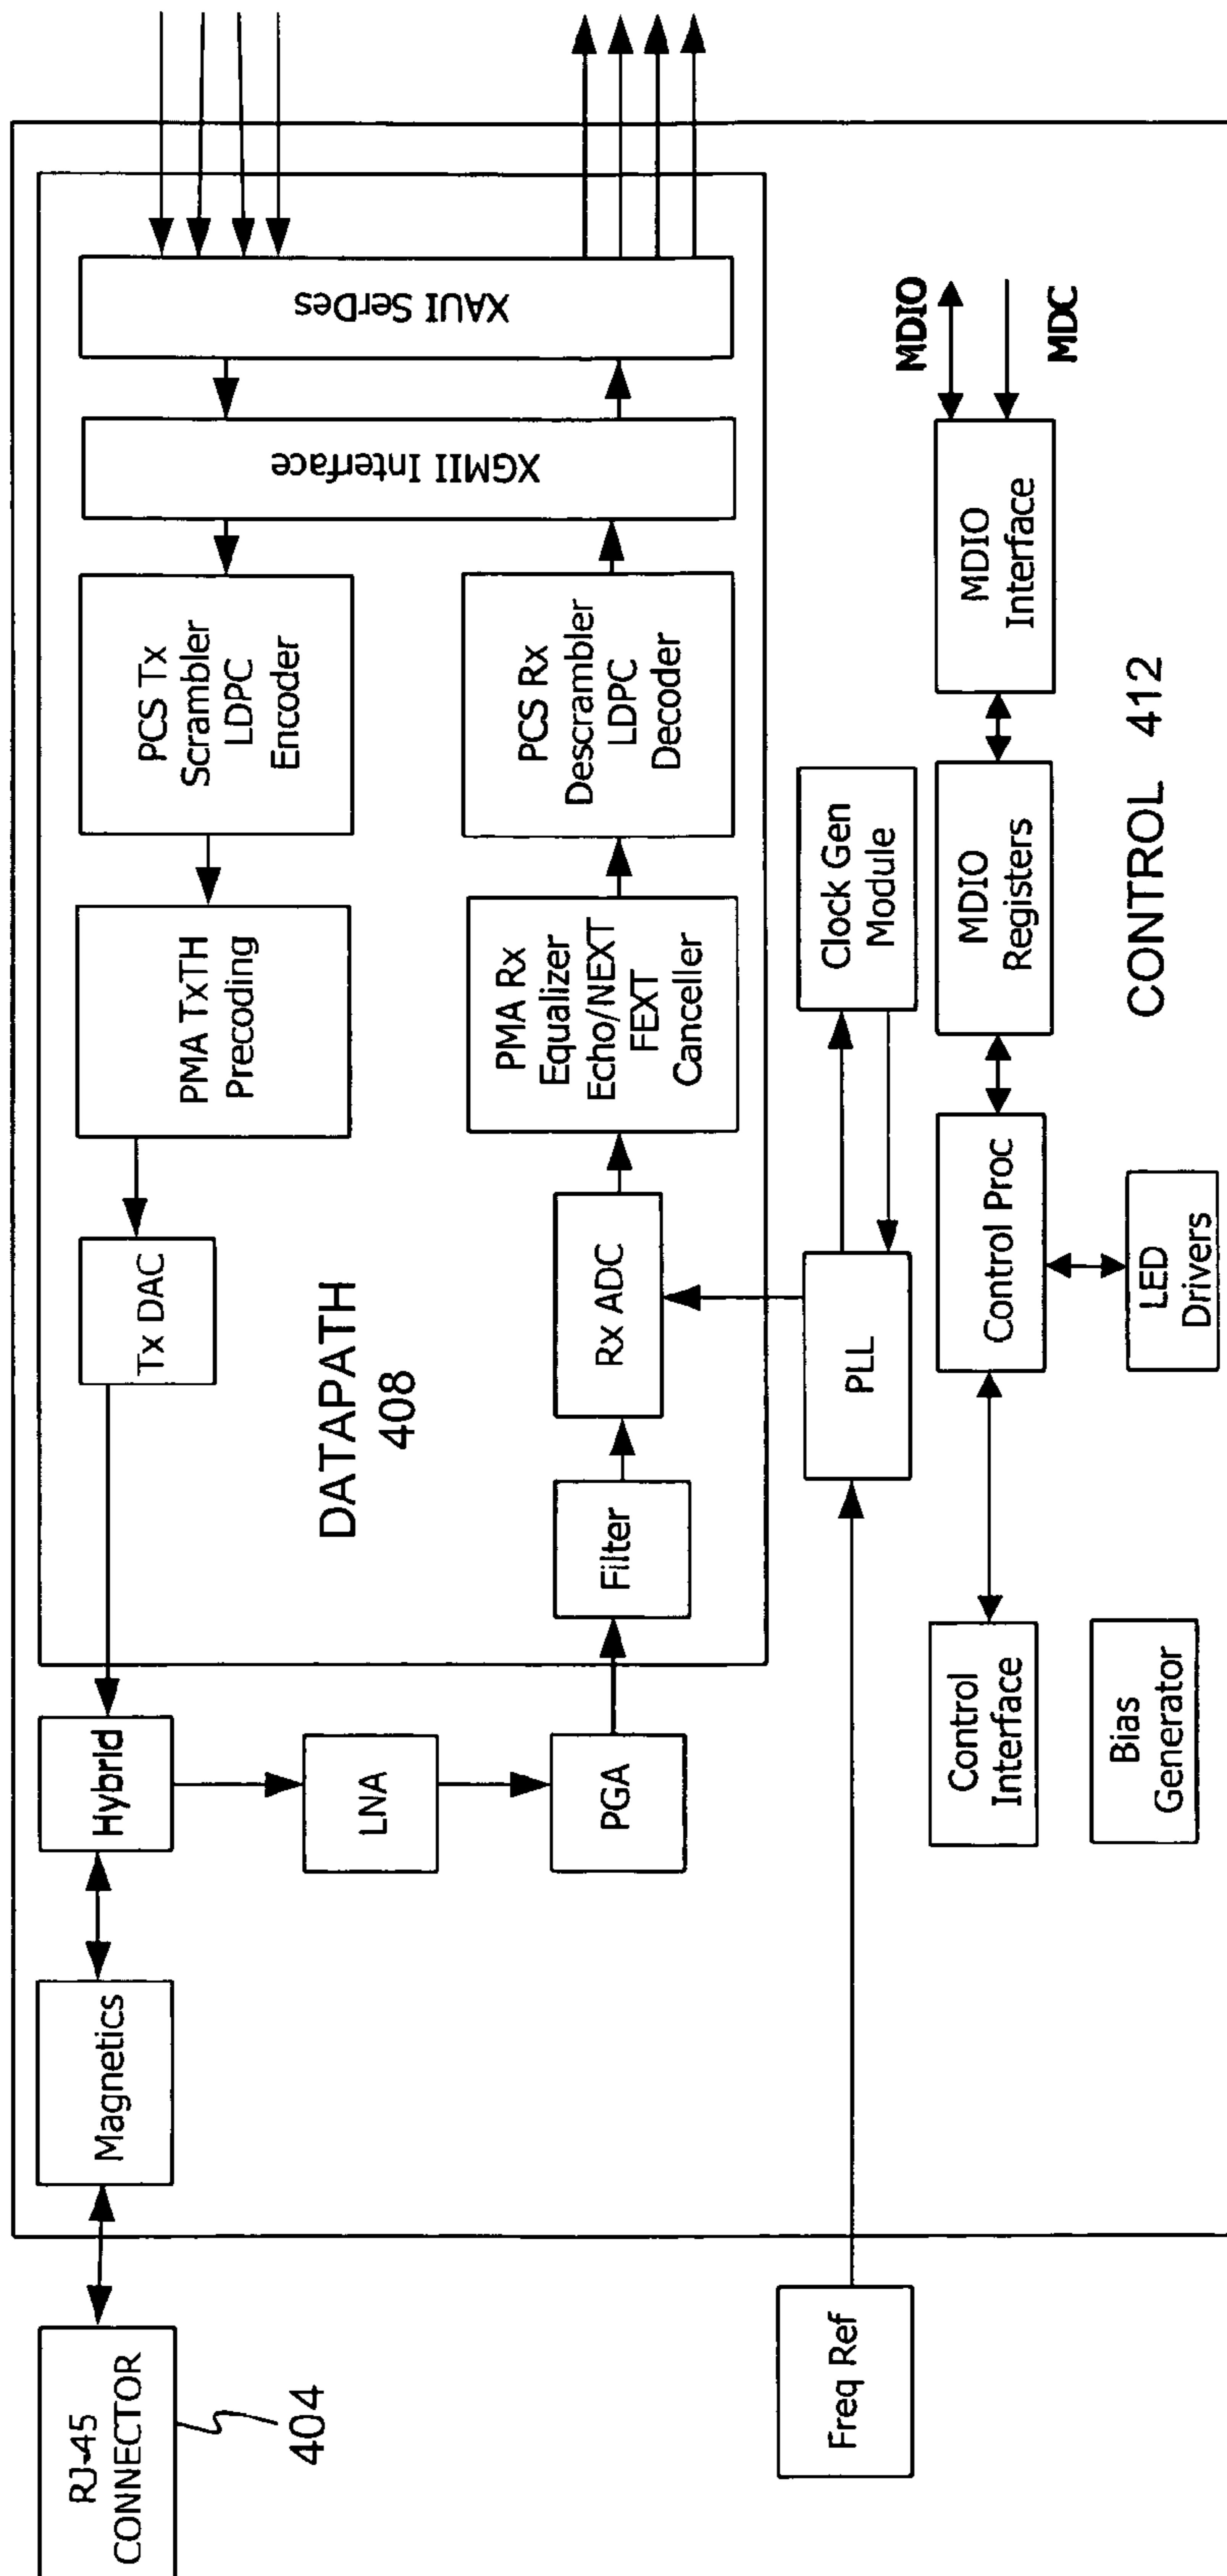 RJ-45
CONNECTOR
404
Magnetics
Hybrid
LNA
PGA
Tx DAC
PMA TxTH
Precoding
PCS Tx
Scrambler
LDPC
Encoder
XGMII Interface
XAUI SerDes
DATAPATH
408
Filter
Rx ADC
PMA Rx
Equalizer
Echo/NEXT
FEXT
Canceller
PCS Rx
Descrambler
LDPC
Decoder
Freq Ref
PLL
Clock Gen
Module
Control
Interface
Control Proc
MDIO
Registers
MDIO
Interface
MDIO
MDC
Bias
Generator
LED
Drivers
CONTROL 412